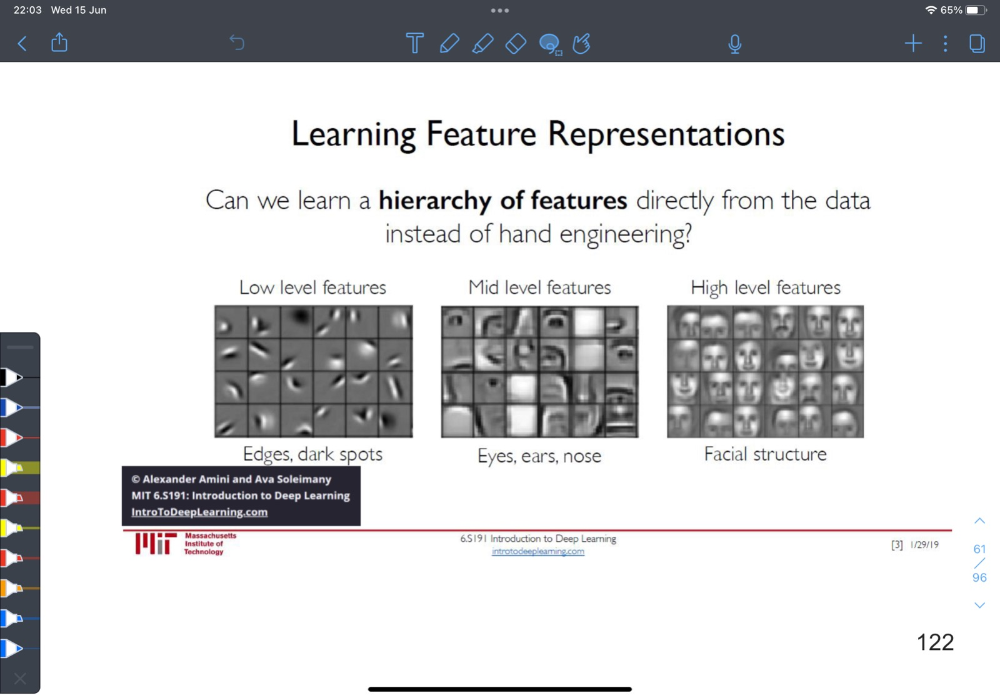 22:03 Wed 15 Jun
65%
Learning Feature Representations
Can we learn a hierarchy of features directly from the data
instead of hand engineering?
Low level features
Mid level features
High level features
Edges, dark spots
Eyes, ears, nose
Facial structure
© Alexander Amini and Ava Soleimany
MIT 6.S191: Introduction to Deep Learning
IntroToDeepLearning.com
Massachusetts
Institute of
Technology
6.S191 Introduction to Deep Learning
introtodeeplearning.com
[3] 1/29/19
61
/
96
122